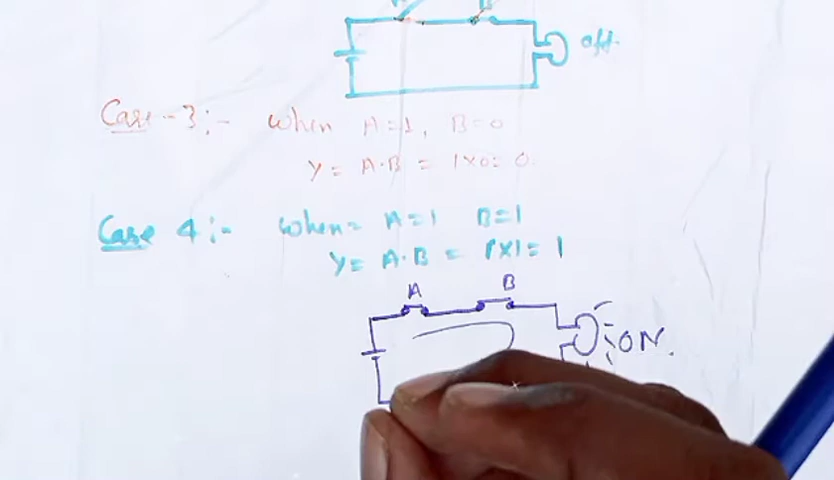 off.
Case-3:- when A=1, B=0
Y= A·B = 1×0=0.
Case 4:- when= A=1 B=1
Y= A·B = 1×1= 1
A B
ON.